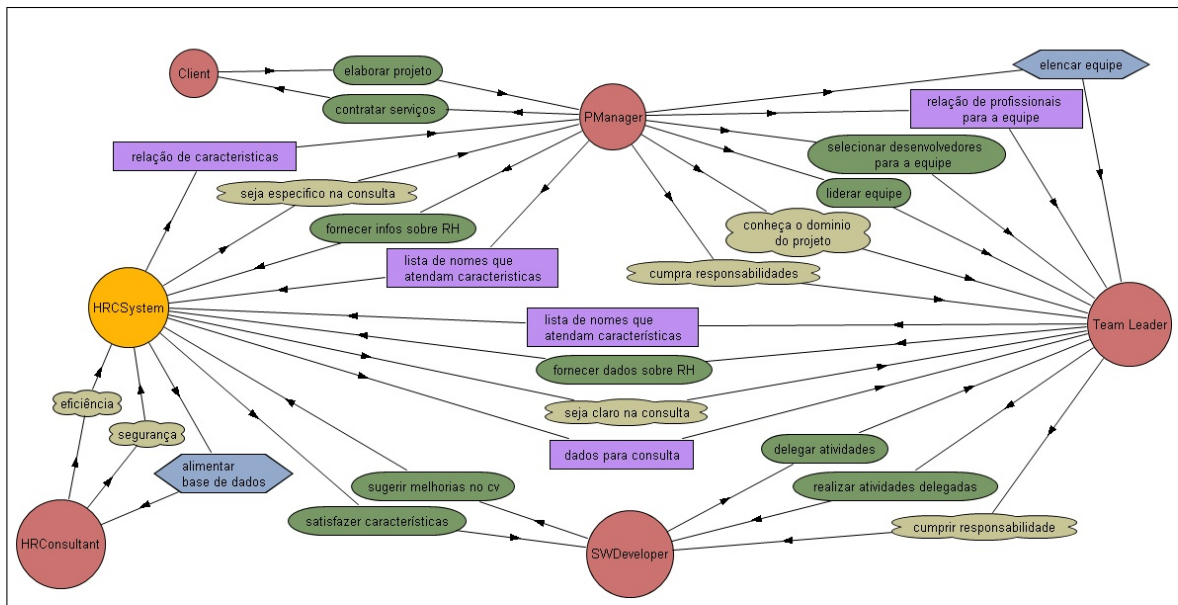 elencar equipe
Client
elaborar projeto
contratar serviços
PManager
relação de profissionais
para a equipe
relação de caracteristicas
selecionar desenvolvedores
para a equipe
seja especifico na consulta
liderar equipe
fornecer infos sobre RH
conheça o dominio
do projeto
lista de nomes que
atendam caracteristicas
cumpra responsabilidades
HRCSystem
lista de nomes que
atendam características
Team Leader
fornecer dados sobre RH
eficiência
seja claro na consulta
segurança
dados para consulta
delegar atividades
alimentar
base de dados
sugerir melhorias no cv
realizar atividades delegadas
satisfazer características
cumprir responsabilidade
HRConsultant
SWDeveloper